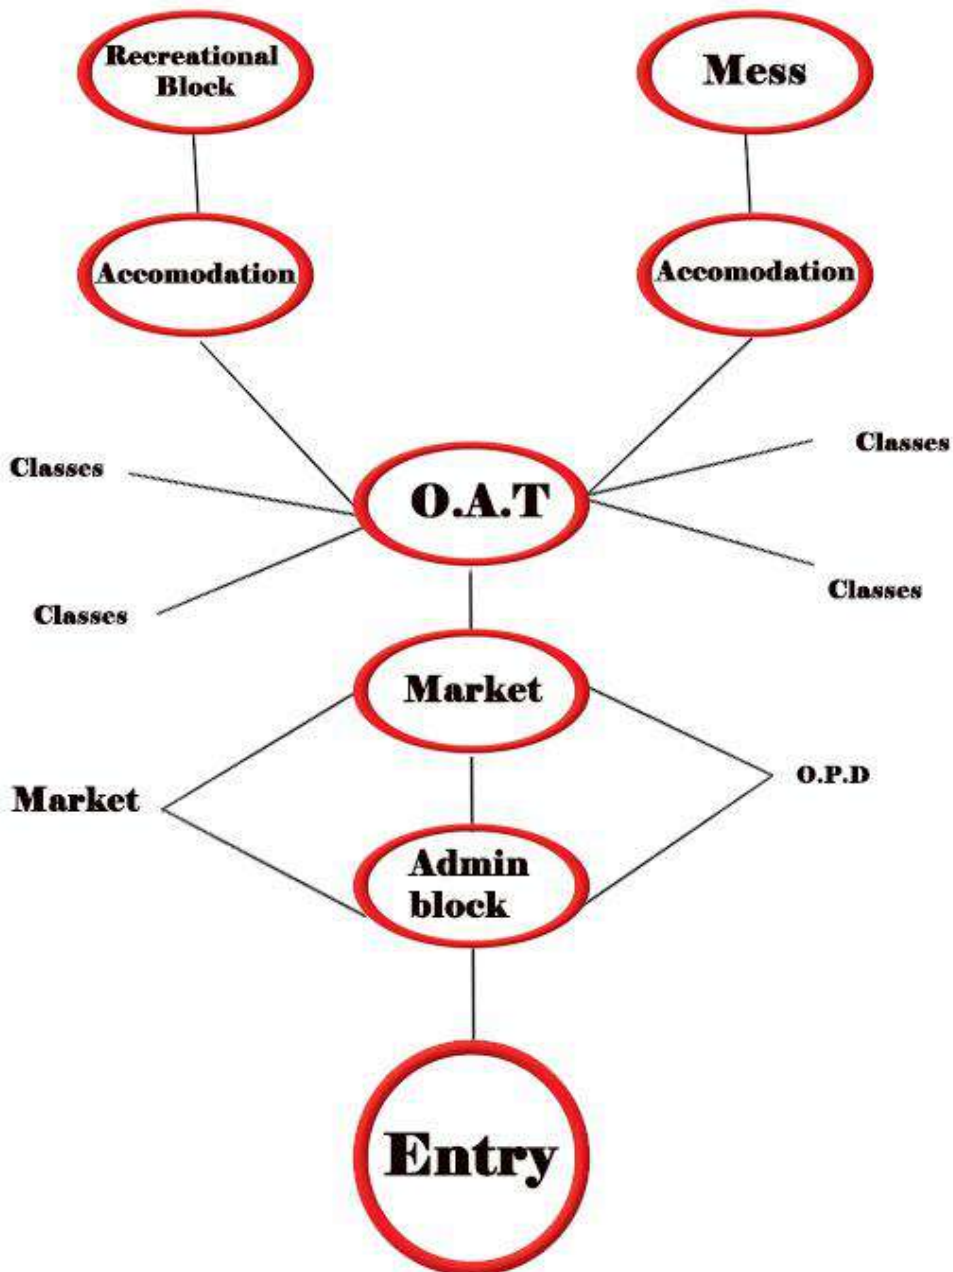 Recreational
Block
Mess
Accomodation
Accomodation
Classes
Classes
O.A.T
Classes
Classes
Market
Market
O.P.D
Admin
block
Entry